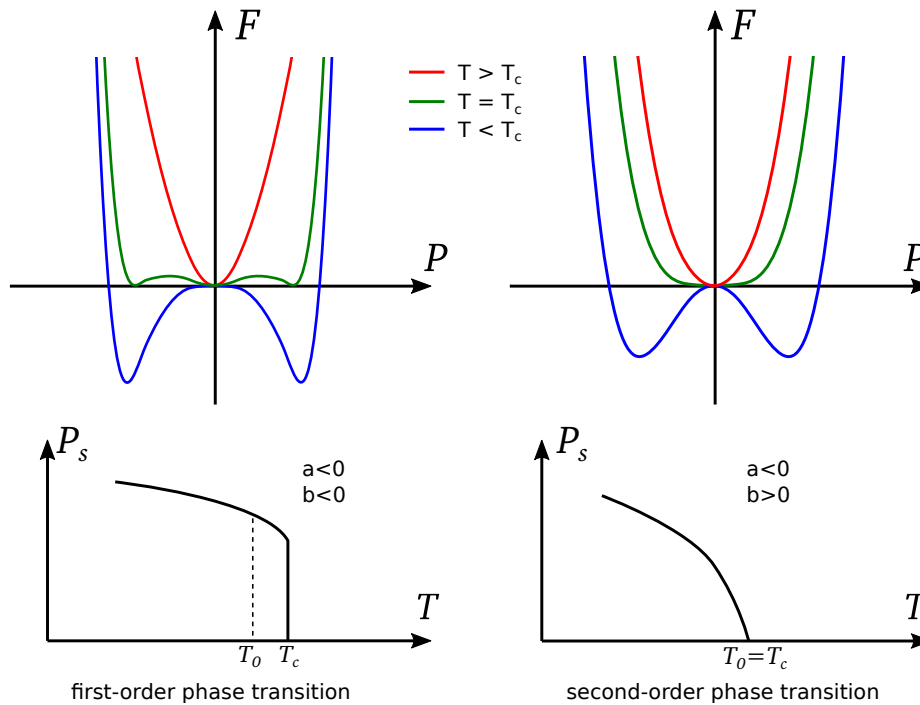 F
F
T > Tc
T = Tc
T < Tc
P
P
Ps
a<0
b<0
T
T0
Tc
first-order phase transition
Ps
a<0
b>0
T
T0=Tc
second-order phase transition